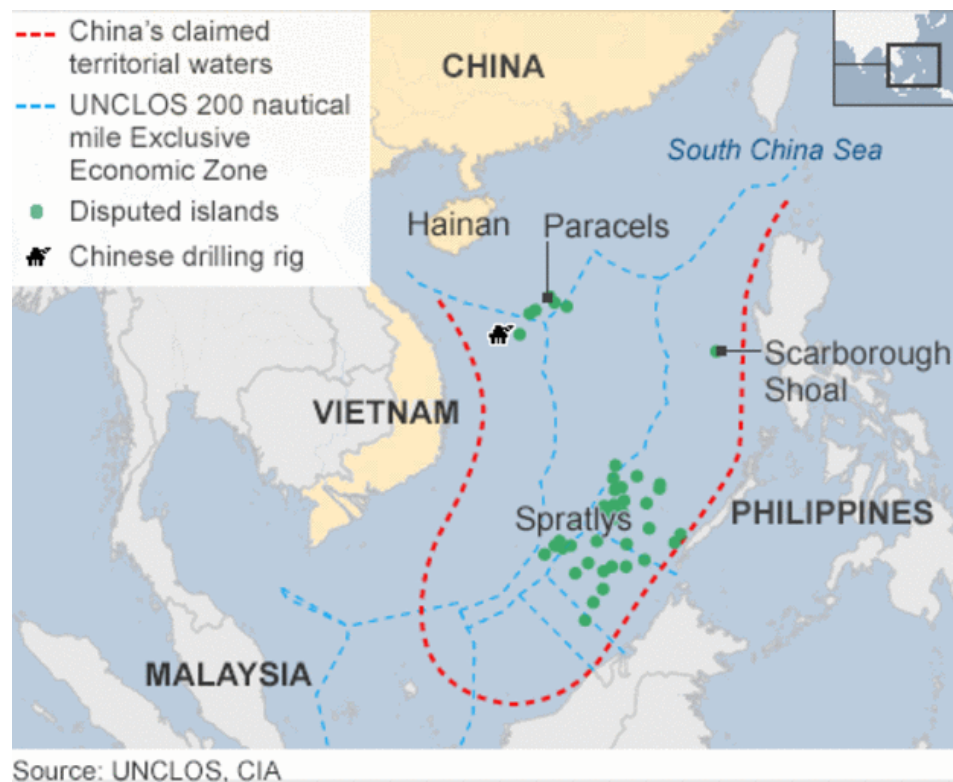 China's claimed
territorial waters
UNCLOS 200 nautical
mile Exclusive
Economic Zone
Disputed islands
Chinese drilling rig
CHINA
South China Sea
Hainan
Paracels
Scarborough
Shoal
VIETNAM
Spratlys
PHILIPPINES
MALAYSIA
Source: UNCLOS, CIA